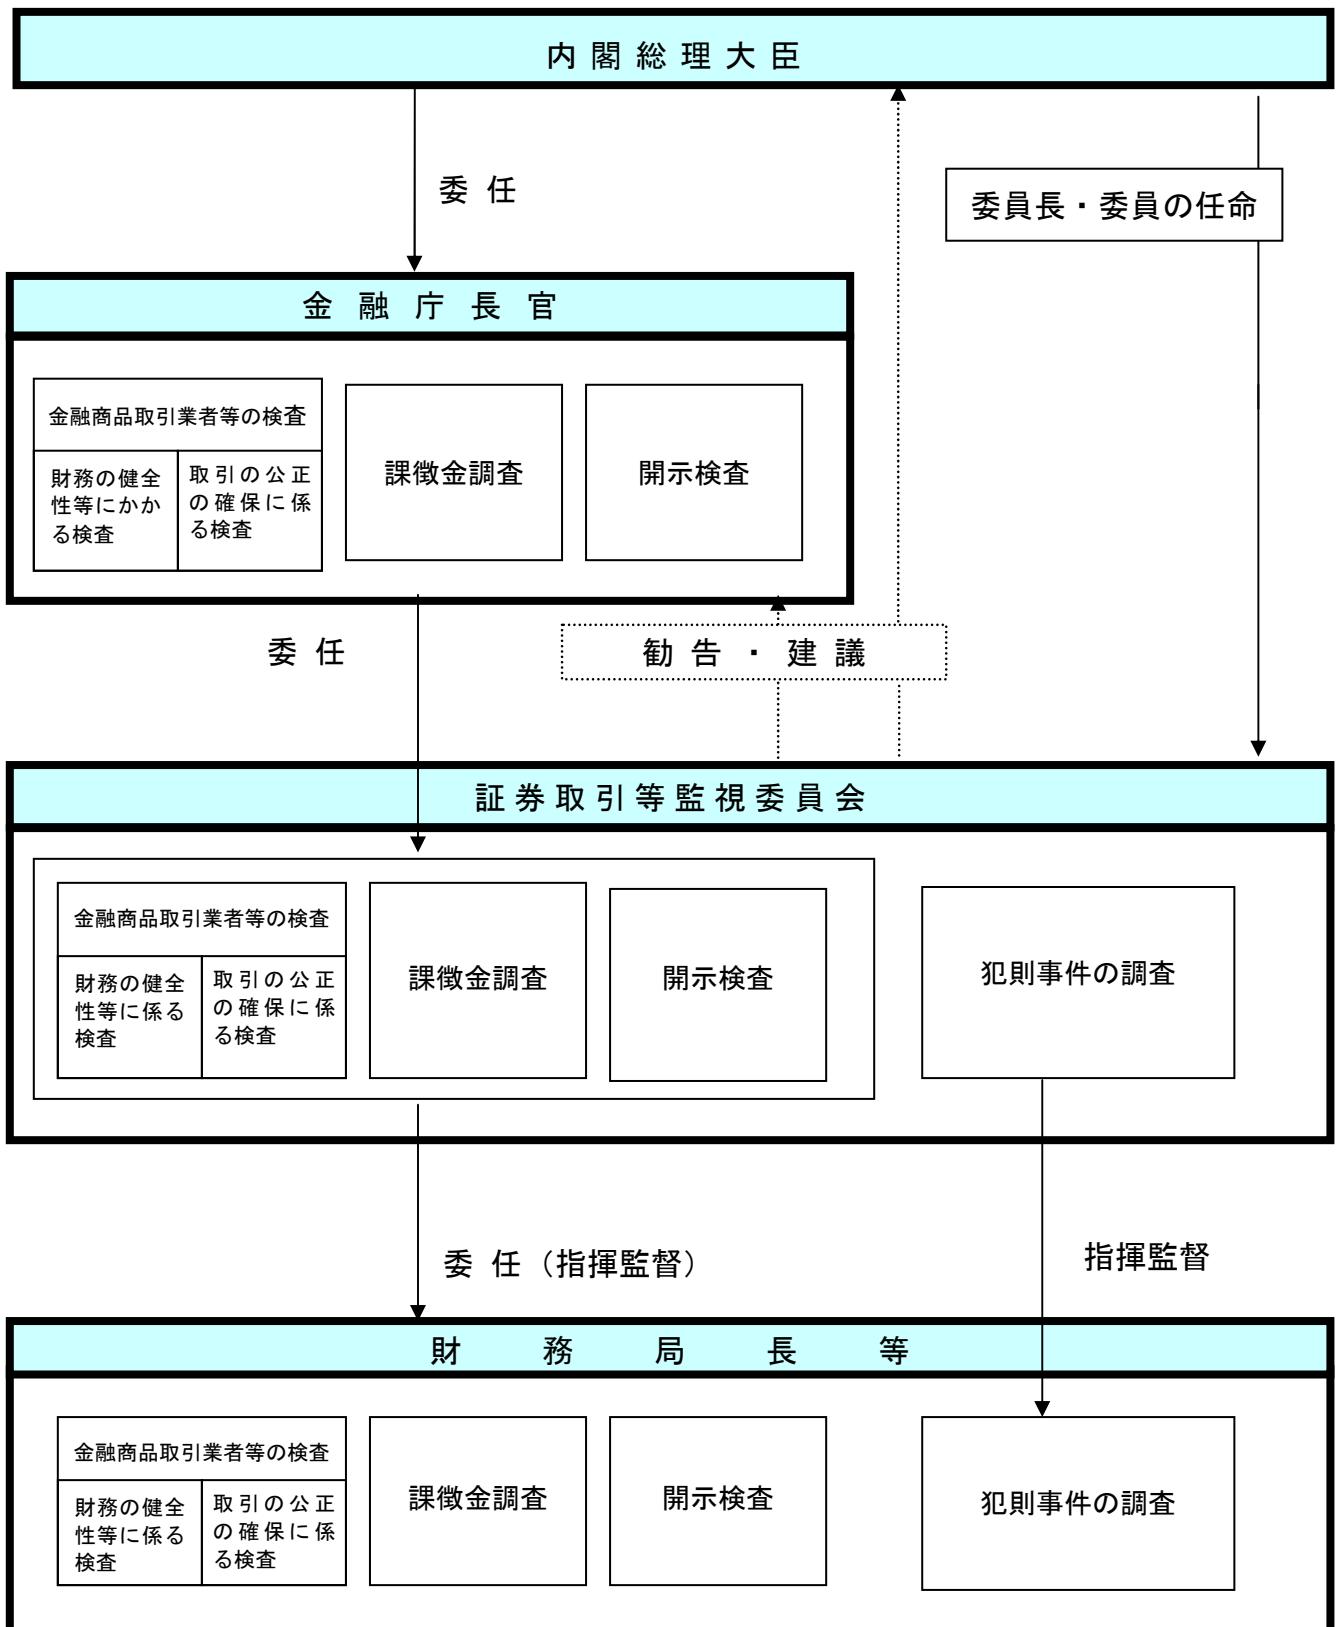 内閣総理大臣
委任
委員長・委員の任命
金融庁長官
金融商品取引業者等の検査
財務の健全
性等にかか
る検査
取引の公正
の確保に係
る検査
課徴金調査
開示検査
委任
勧告・建議
証券取引等監視委員会
金融商品取引業者等の検査
財務の健全
性等に係る
検査
取引の公正
の確保に係
る検査
課徴金調査
開示検査
犯則事件の調査
委任（指揮監督）
指揮監督
財務局長等
金融商品取引業者等の検査
財務の健全
性等に係る
検査
取引の公正
の確保に係
る検査
課徴金調査
開示検査
犯則事件の調査